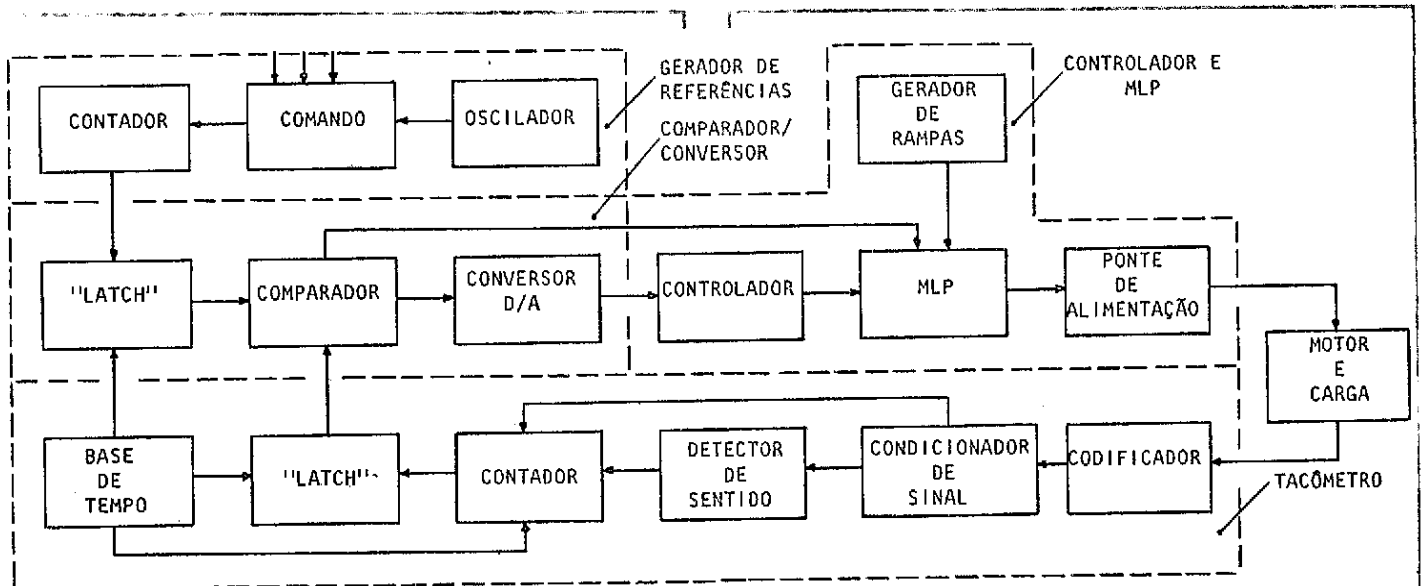 GERADOR DE
REFERÊNCIAS
CONTROLADOR E
MLP
CONTADOR
COMANDO
OSCILADOR
GERADOR
DE
RAMPAS
COMPARADOR/
CONVERSOR
"LATCH"
COMPARADOR
CONVERSOR
D/A
CONTROLADOR
MLP
PONTE
DE
ALIMENTAÇÃO
MOTOR
E
CARGA
BASE
DE
TEMPO
"LATCH"
CONTADOR
DETECTOR
DE
SENTIDO
CONDICIONADOR
DE
SINAL
CODIFICADOR
TACÔMETRO